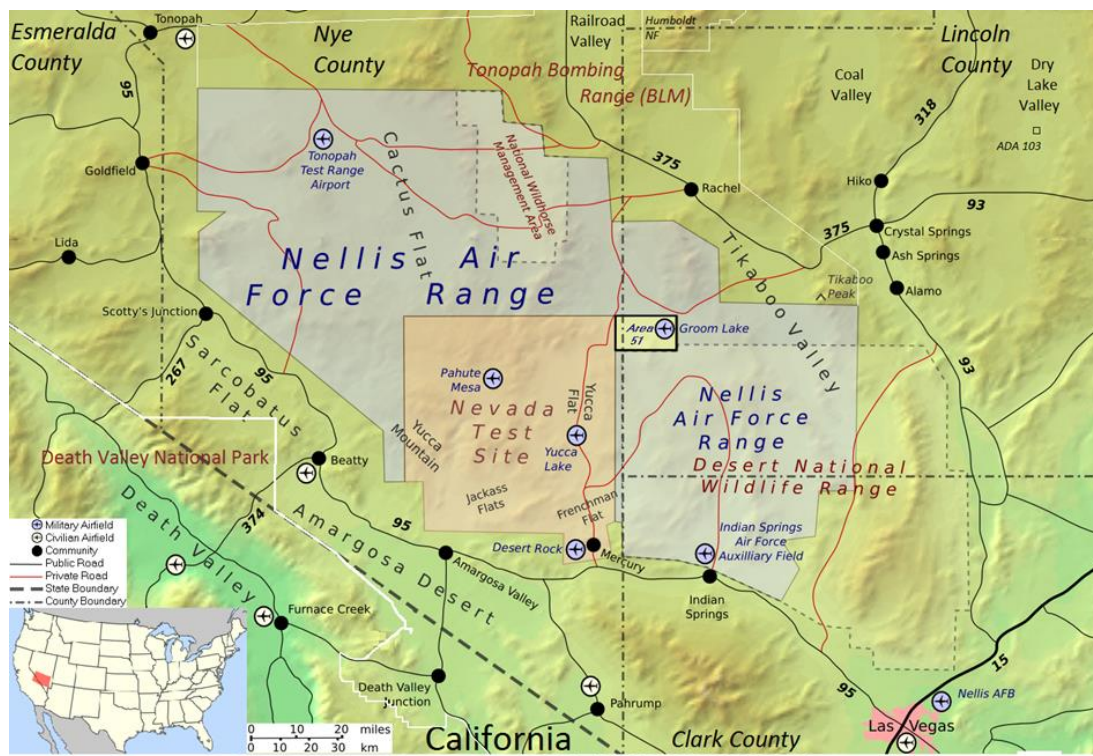 Tonopah
Esmeralda
County
Nye
County
Railroad
Valley
Humboldt
NF
Lincoln
County
Tonopah Bombing
Range (BLM)
Coal
Valley
Dry
Lake
Valley
ADA 103
95
318
Goldfield
Tonopah
Test Range
Airport
Cactus Flat
National Wildhorse
Management Area
375
Rachel
Hiko
93
375
Crystal Springs
Ash Springs
Alamo
Lida
Nellis Air
Force Range
Tikaboo Valley
Tikaboo
Peak
Scotty's Junction
Area
51
Groom Lake
267
Sarcobatus
Flat
95
93
Pahute
Mesa
Yucca
Flat
Nellis
Air Force
Range
Nevada
Test
Site
Yucca
Mountain
Yucca
Lake
Desert National
Wildlife Range
Death Valley National Park
Beatty
Jackass
Flats
Frenchman
Flat
374
95
Death Valley
Amargosa Desert
Desert Rock
Mercury
Indian Springs
Air Force
Auxilliary Field
Amargosa Valley
Indian
Springs
Military Airfield
Civilian Airfield
Community
Public Road
Private Road
State Boundary
County Boundary
Furnace Creek
Death Valley
Junction
Pahrump
95
15
Nellis AFB
Las Vegas
0 10 20 miles
0 10 20 30 km
California
Clark County